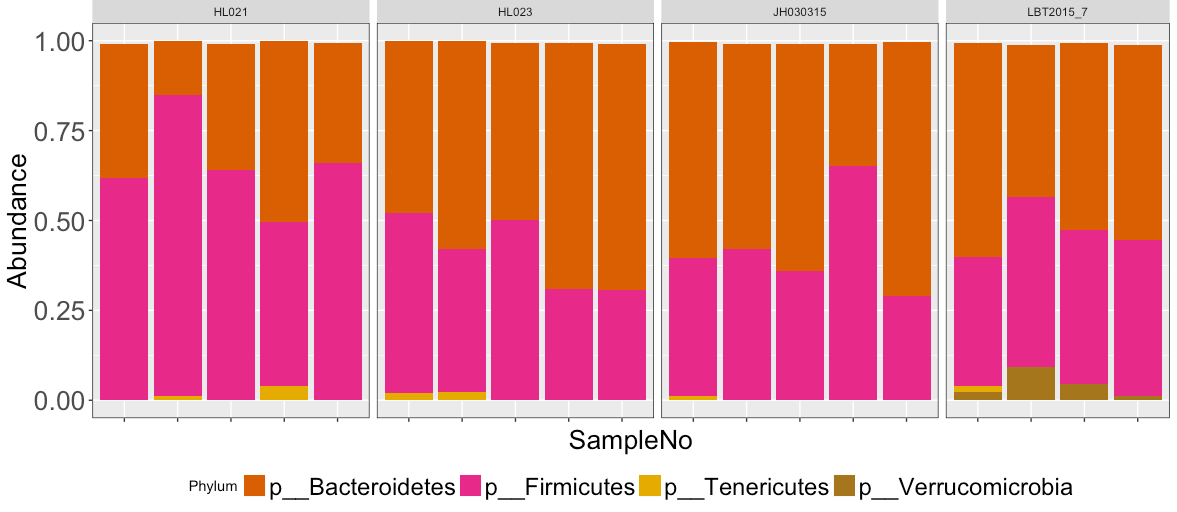 HL021 HL023 JH030315 LBT2015_7
1.00
0.75
0.50
0.25
0.00
Abundance
SampleNo
Phylum p__Bacteroidetes p__Firmicutes p__Tenericutes p__Verrucomicrobia